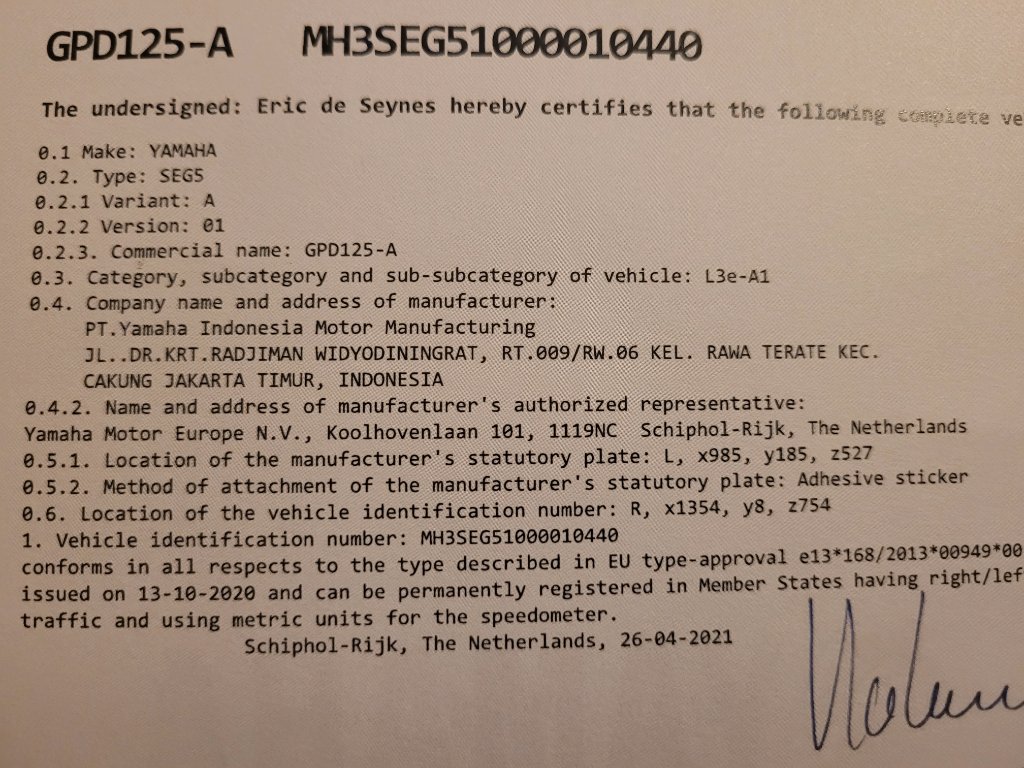 GPD125-A MH3SEG51000010440
The undersigned: Eric de Seynes hereby certifies that the following complete ve
0.1 Make: YAMAHA
0.2. Type: SEG5
0.2.1 Variant: A
0.2.2 Version: 01
0.2.3. Commercial name: GPD125-A
0.3. Category, subcategory and sub-subcategory of vehicle: L3e-A1
0.4. Company name and address of manufacturer:
PT.Yamaha Indonesia Motor Manufacturing
JL..DR.KRT.RADJIMAN WIDYODININGRAT, RT.009/RW.06 KEL. RAWA TERATE KEC.
CAKUNG JAKARTA TIMUR, INDONESIA
0.4.2. Name and address of manufacturer's authorized representative:
Yamaha Motor Europe N.V., Koolhovenlaan 101, 1119NC Schiphol-Rijk, The Netherlands
0.5.1. Location of the manufacturer's statutory plate: L, x985, y185, z527
0.5.2. Method of attachment of the manufacturer's statutory plate: Adhesive sticker
0.6. Location of the vehicle identification number: R, x1354, y8, z754
1. Vehicle identification number: MH3SEG51000010440
conforms in all respects to the type described in EU type-approval e13*168/2013*00949*00
issued on 13-10-2020 and can be permanently registered in Member States having right/lef
traffic and using metric units for the speedometer.
Schiphol-Rijk, The Netherlands, 26-04-2021